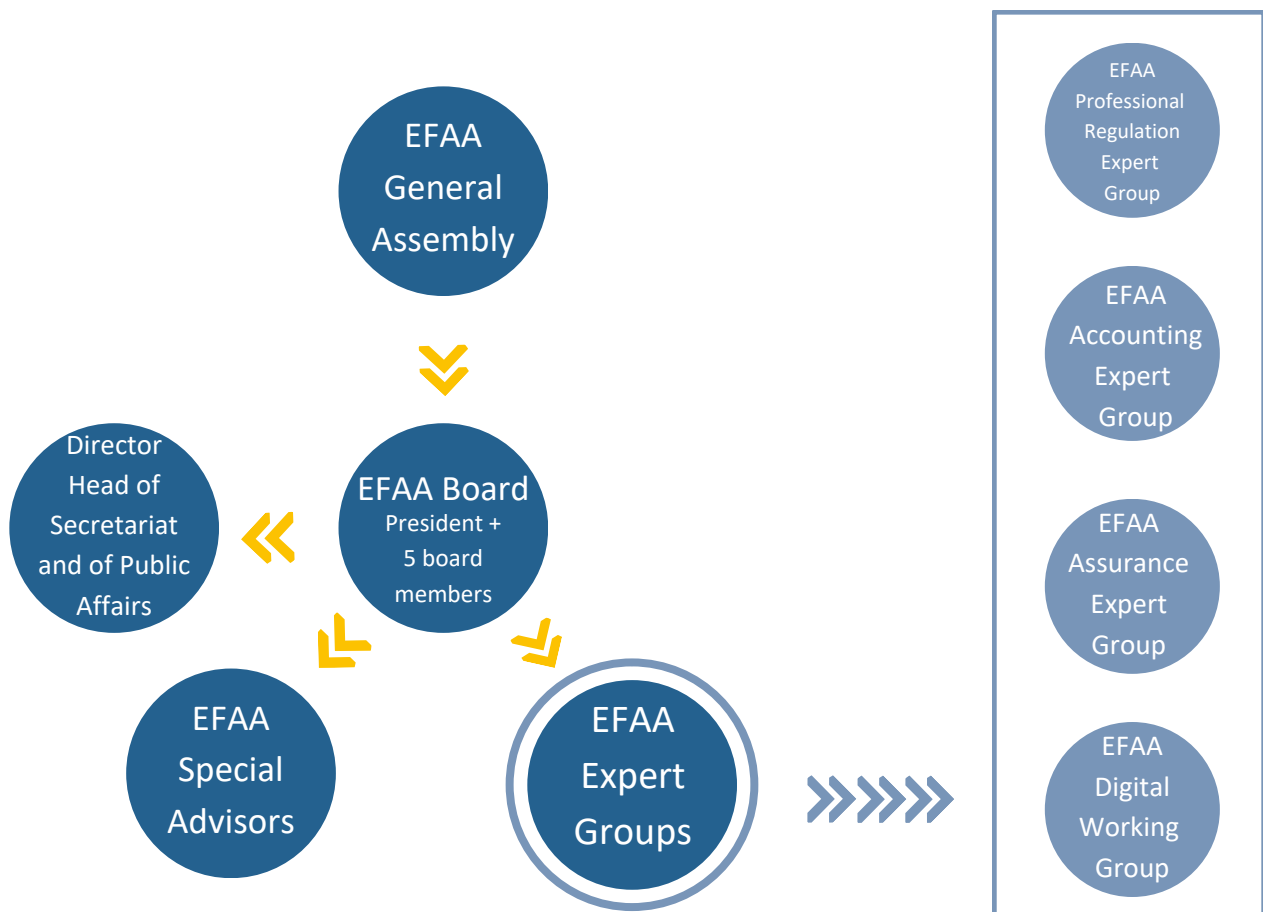 EFAA
General
Assembly
Director
Head of
Secretariat
and of Public
Affairs
EFAA Board
President +
5 board
members
EFAA
Special
Advisors
EFAA
Expert
Groups
EFAA
Professional
Regulation
Expert
Group
EFAA
Accounting
Expert
Group
EFAA
Assurance
Expert
Group
EFAA
Digital
Working
Group